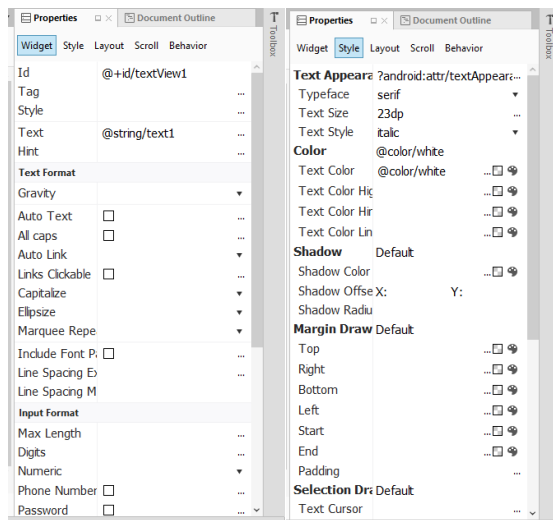 Properties
Document Outline
Toolbox
Widget Style Layout Scroll Behavior
Id @+id/textView1
Tag ...
Style ...
Text @string/text1 ...
Hint ...
Text Format
Gravity
Auto Text ...
All caps ...
Auto Link
Links Clickable ...
Capitalize
Ellipsize
Marquee Repe
Include Font Pa ...
Line Spacing Ex ...
Line Spacing M
Input Format
Max Length ...
Digits ...
Numeric
Phone Number ...
Password ...
Properties
Document Outline
Toolbox
Widget Style Layout Scroll Behavior
Text Appeara ?android:attr/textAppeara...
Typeface serif
Text Size 23dp ...
Text Style italic
Color @color/white
Text Color @color/white ...
Text Color Hig ...
Text Color Hin ...
Text Color Lin ...
Shadow Default
Shadow Color ...
Shadow Offse X: Y:
Shadow Radiu
Margin Draw Default
Top ...
Right ...
Bottom ...
Left ...
Start ...
End ...
Padding ...
Selection Dra Default
Text Cursor ...